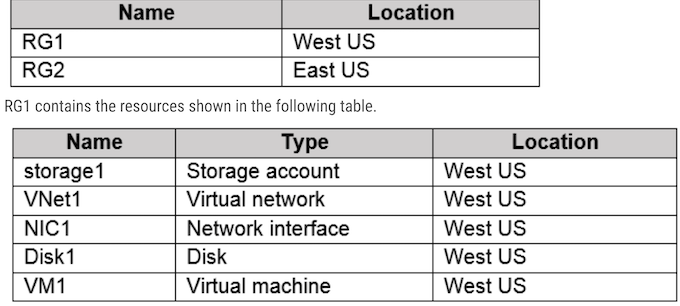 Name Location
RG1 West US
RG2 East US
RG1 contains the resources shown in the following table.
Name Type Location
storage1 Storage account West US
VNet1 Virtual network West US
NIC1 Network interface West US
Disk1 Disk West US
VM1 Virtual machine West US